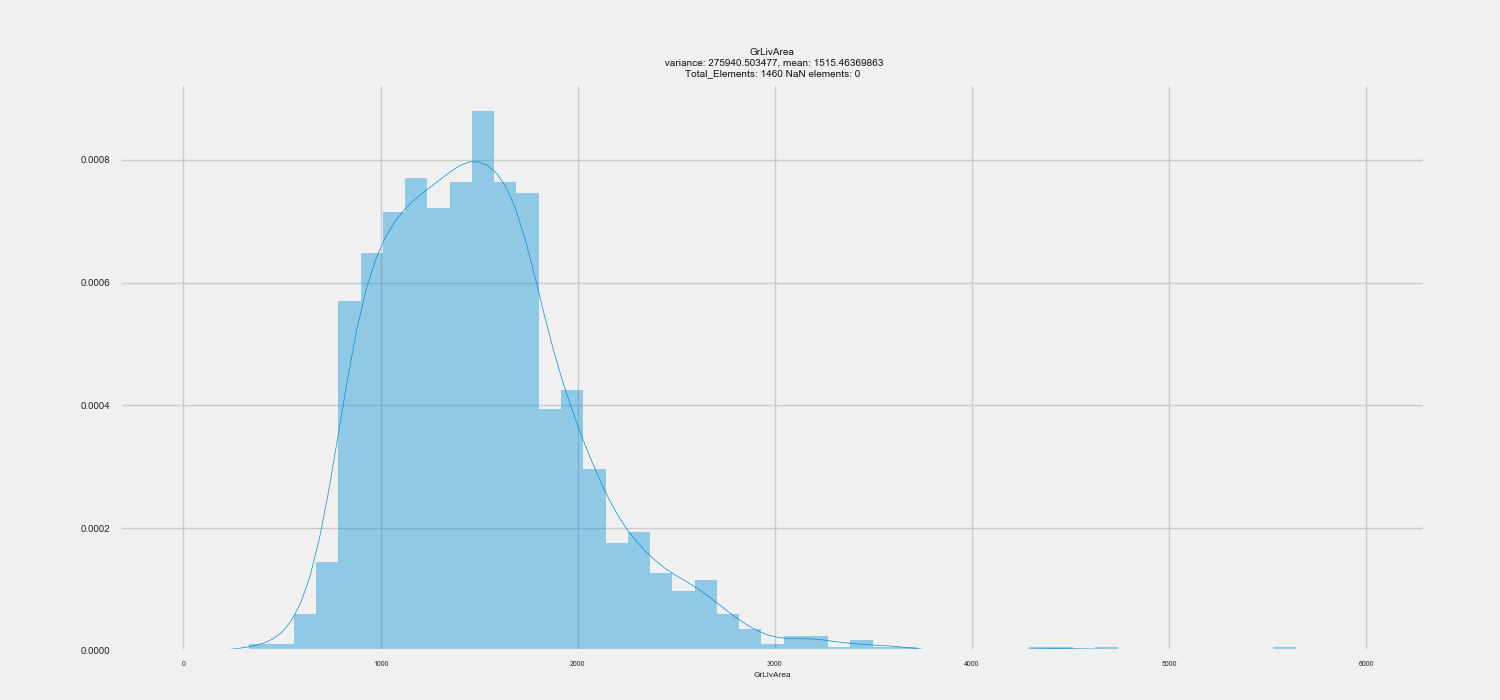 GrLivArea
variance: 275940.503477, mean: 1515.46369863
Total_Elements: 1460 NaN elements: 0
0.0008
0.0006
0.0004
0.0002
0.0000
0 1000 2000 3000 4000 5000 6000
GrLivArea